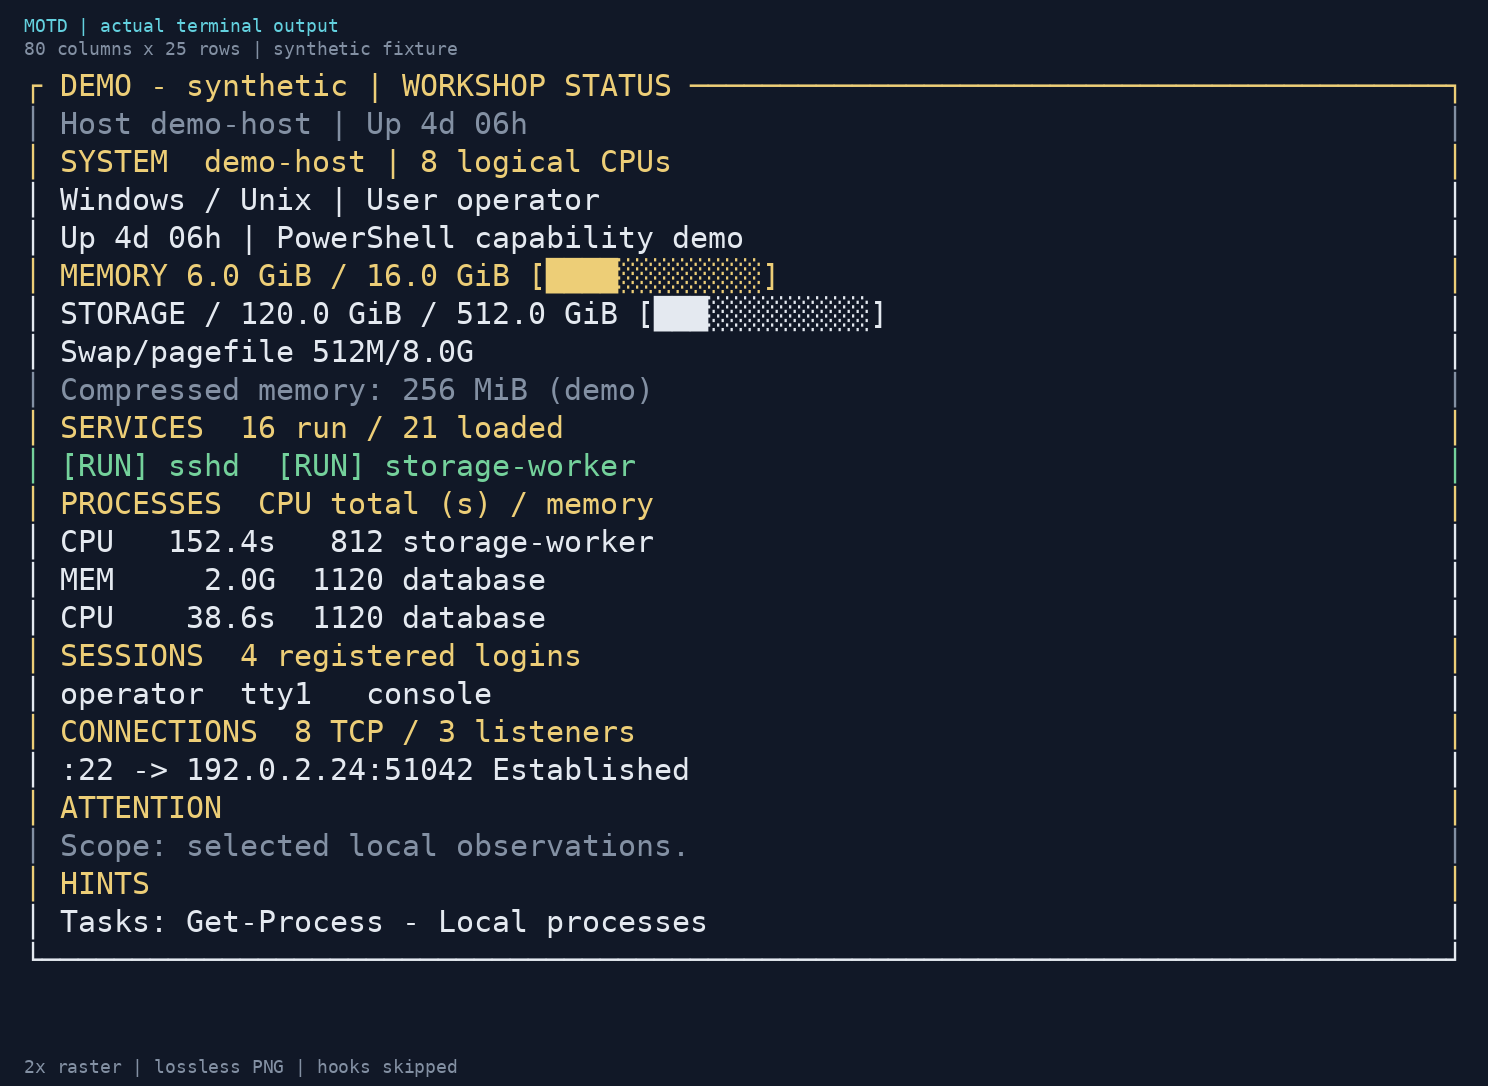 MOTD | actual terminal output
80 columns x 25 rows | synthetic fixture
┌ DEMO - synthetic | WORKSHOP STATUS ──────────────────────────────────────────┐
│ Host demo-host | Up 4d 06h │
│ SYSTEM  demo-host | 8 logical CPUs │
│ Windows / Unix | User operator │
│ Up 4d 06h | PowerShell capability demo │
│ MEMORY 6.0 GiB / 16.0 GiB [████░░░░░░░░] │
│ STORAGE / 120.0 GiB / 512.0 GiB [███░░░░░░░░░] │
│ Swap/pagefile 512M/8.0G │
│ Compressed memory: 256 MiB (demo) │
│ SERVICES  16 run / 21 loaded │
│ [RUN] sshd  [RUN] storage-worker │
│ PROCESSES  CPU total (s) / memory │
│ CPU   152.4s   812 storage-worker │
│ MEM     2.0G  1120 database │
│ CPU    38.6s  1120 database │
│ SESSIONS  4 registered logins │
│ operator  tty1   console │
│ CONNECTIONS  8 TCP / 3 listeners │
│ :22 -> 192.0.2.24:51042 Established │
│ ATTENTION │
│ Scope: selected local observations. │
│ HINTS │
│ Tasks: Get-Process - Local processes │
└──────────────────────────────────────────────────────────────────────────────┘
2x raster | lossless PNG | hooks skipped